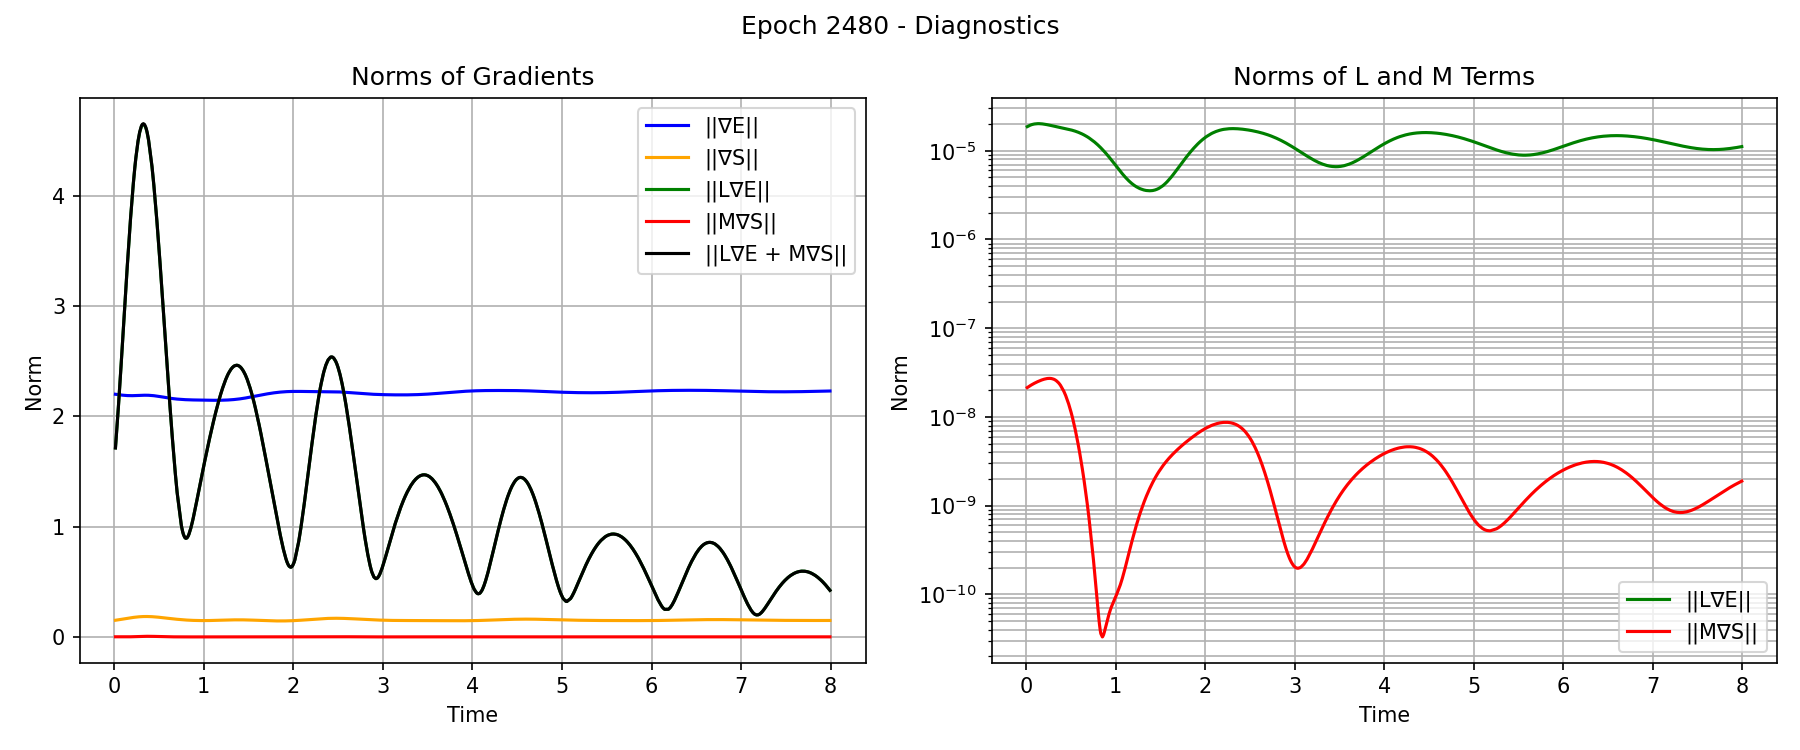 Epoch 2480 - Diagnostics
Norms of Gradients
Norm
4
3
2
1
0
||∇E||
||∇S||
||L∇E||
||M∇S||
||L∇E + M∇S||
0 1 2 3 4 5 6 7 8
Time
Norms of L and M Terms
Norm
10⁻⁵
10⁻⁶
10⁻⁷
10⁻⁸
10⁻⁹
10⁻¹⁰
||L∇E||
||M∇S||
0 1 2 3 4 5 6 7 8
Time